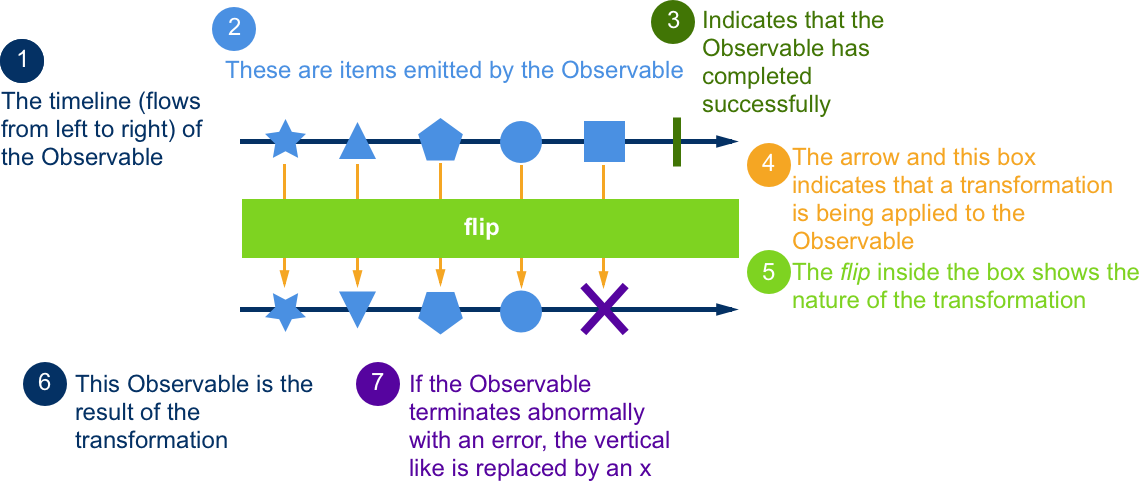 1
The timeline (flows
from left to right) of
the Observable
2
These are items emitted by the Observable
3
Indicates that the
Observable has
completed
successfully
4
The arrow and this box
indicates that a transformation
is being applied to the
Observable
flip
5
The flip inside the box shows the
nature of the transformation
6
This Observable is the
result of the
transformation
7
If the Observable
terminates abnormally
with an error, the vertical
like is replaced by an x